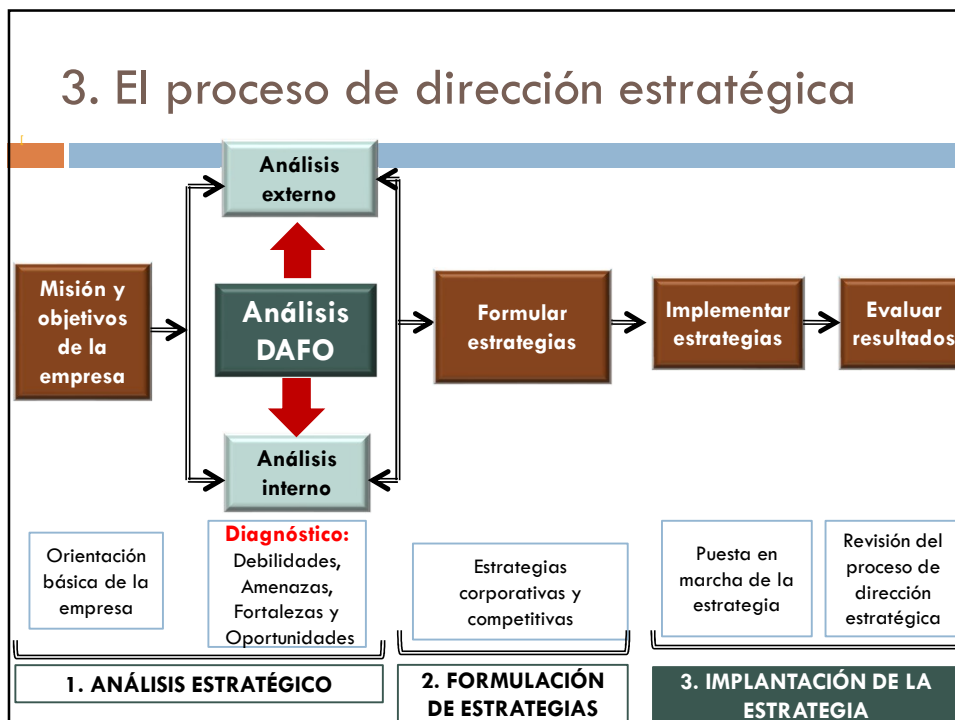 3. El proceso de dirección estratégica
Análisis
externo
Misión y
objetivos
de la
empresa
Análisis
DAFO
Formular
estrategias
Implementar
estrategias
Evaluar
resultados
Análisis
interno
Orientación
básica de la
empresa
Diagnóstico:
Debilidades,
Amenazas,
Fortalezas y
Oportunidades
Estrategias
corporativas y
competitivas
Puesta en
marcha de la
estrategia
Revisión del
proceso de
dirección
estratégica
1. ANÁLISIS ESTRATÉGICO
2. FORMULACIÓN
DE ESTRATEGIAS
3. IMPLANTACIÓN DE LA
ESTRATEGIA